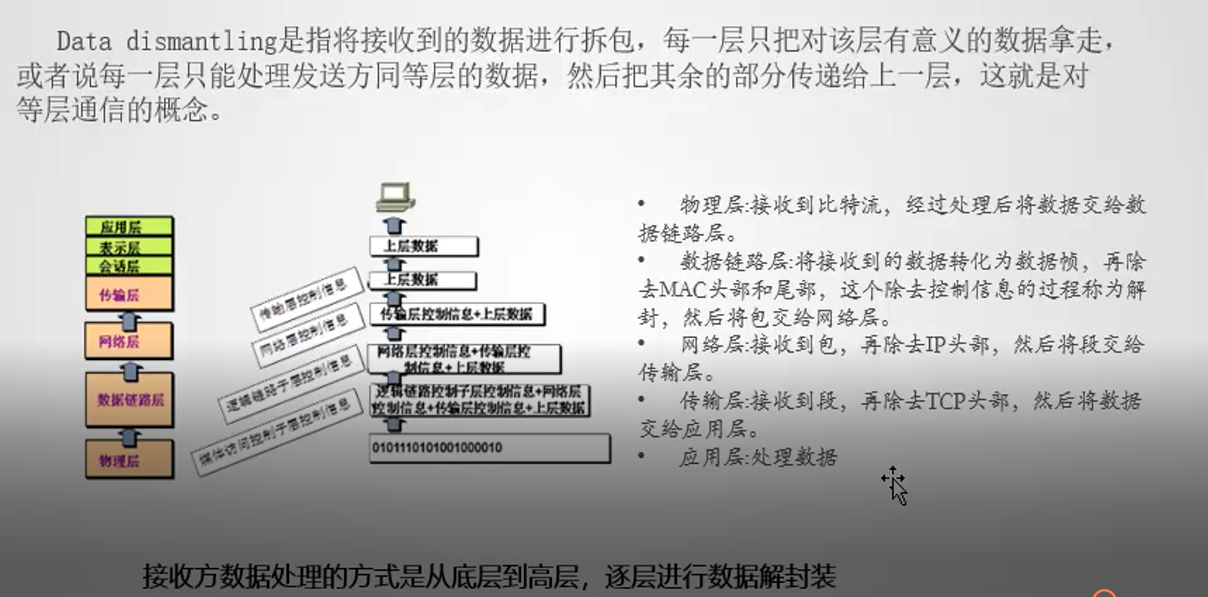 Data dismantling是指将接收到的数据进行拆包，每一层只把对该层有意义的数据拿走，
或者说每一层只能处理发送方同等层的数据，然后把其余的部分传递给上一层，这就是对
等层通信的概念。
应用层
表示层
会话层
传输层
网络层
数据链路层
物理层
传输层控制信息
网络层控制信息
逻辑链路子层控制信息
媒体访问控制子层控制信息
上层数据
上层数据
传输层控制信息+上层数据
网络层控制信息+传输层控
制信息+上层数据
逻辑链路控制子层控制信息+网络层
控制信息+传输层控制信息+上层数据
0101110101001000010
• 物理层:接收到比特流，经过处理后将数据交给数
据链路层。
• 数据链路层:将接收到的数据转化为数据帧，再除
去MAC头部和尾部，这个除去控制信息的过程称为解
封，然后将包交给网络层。
• 网络层:接收到包，再除去IP头部，然后将段交给
传输层。
• 传输层:接收到段，再除去TCP头部，然后将数据
交给应用层。
• 应用层:处理数据
接收方数据处理的方式是从底层到高层，逐层进行数据解封装